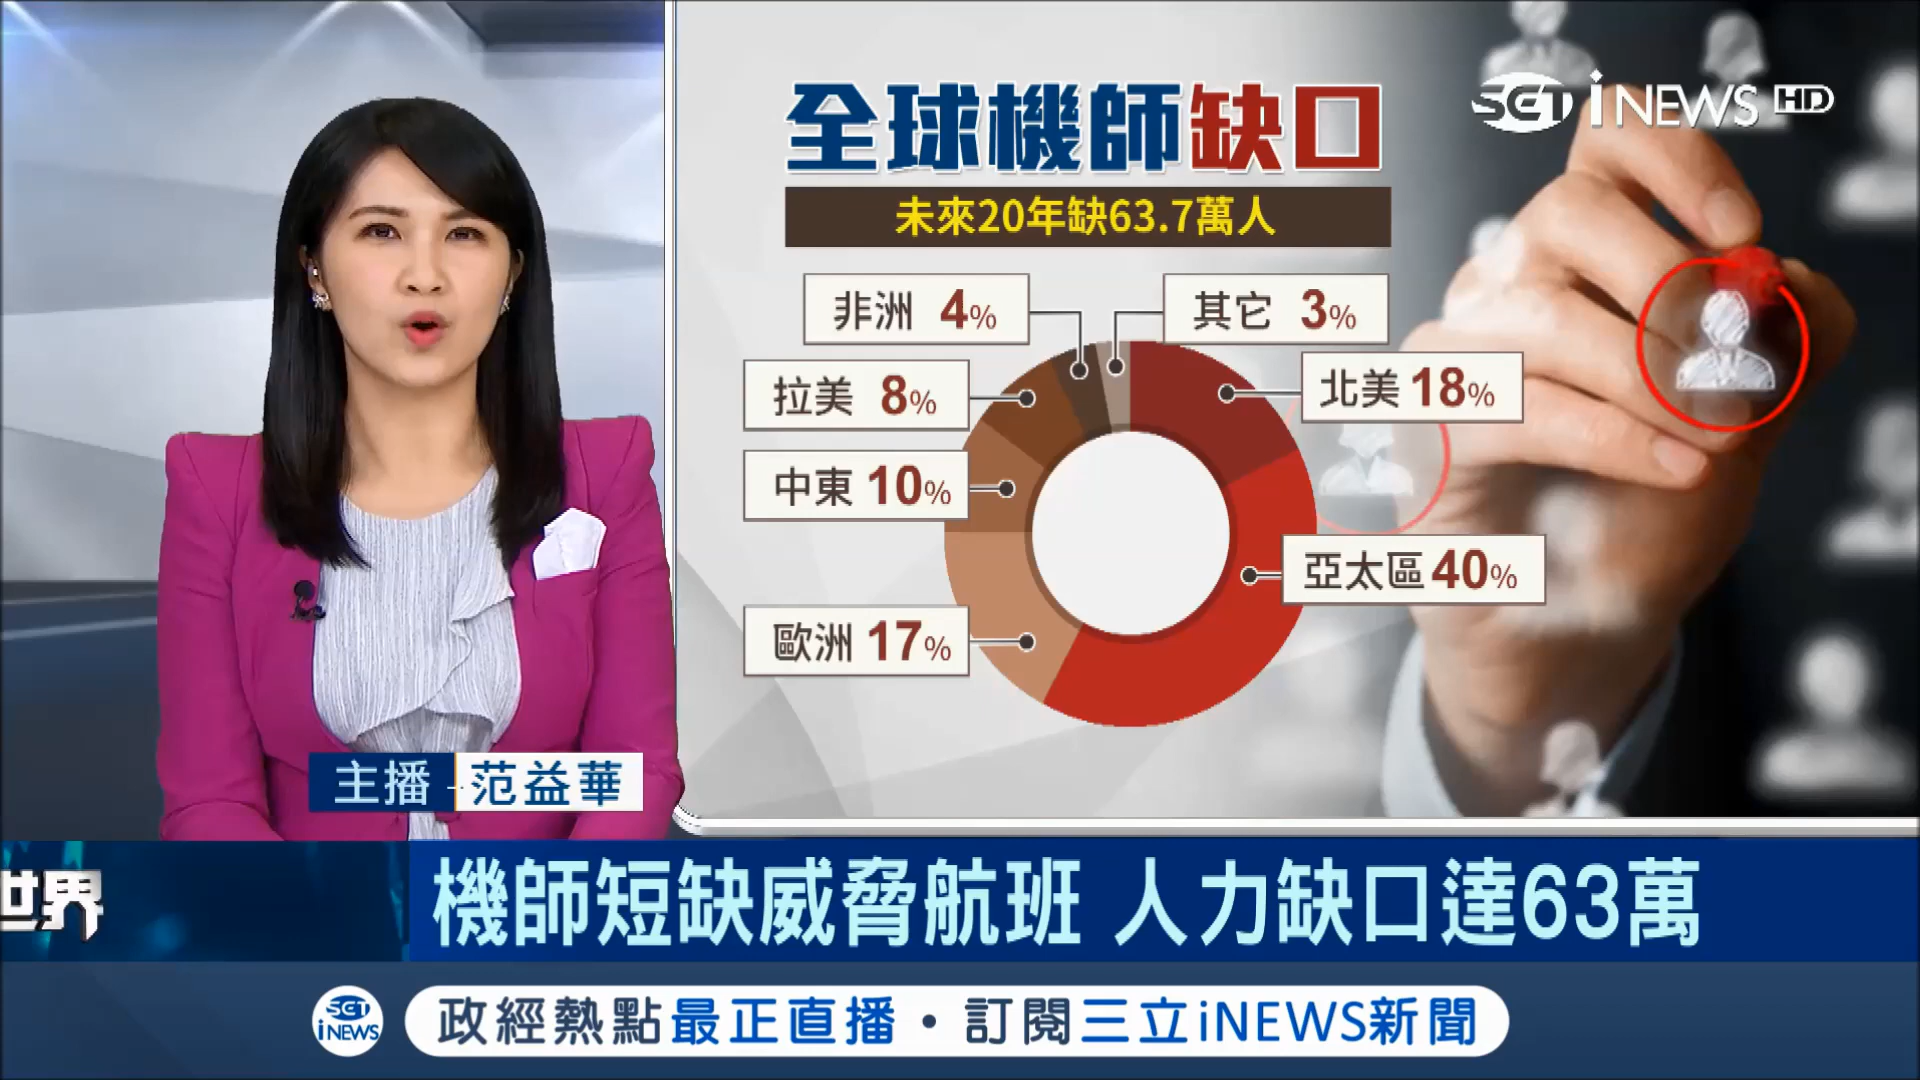 全球機師缺口
SET iNEWS HD
未來20年缺63.7萬人
非洲 4%
其它 3%
拉美 8%
北美 18%
中東 10%
亞太區 40%
歐洲 17%
主播 范益華
世界
機師短缺威脅航班 人力缺口達63萬
SET iNEWS
政經熱點最正直播・訂閱三立iNEWS新聞